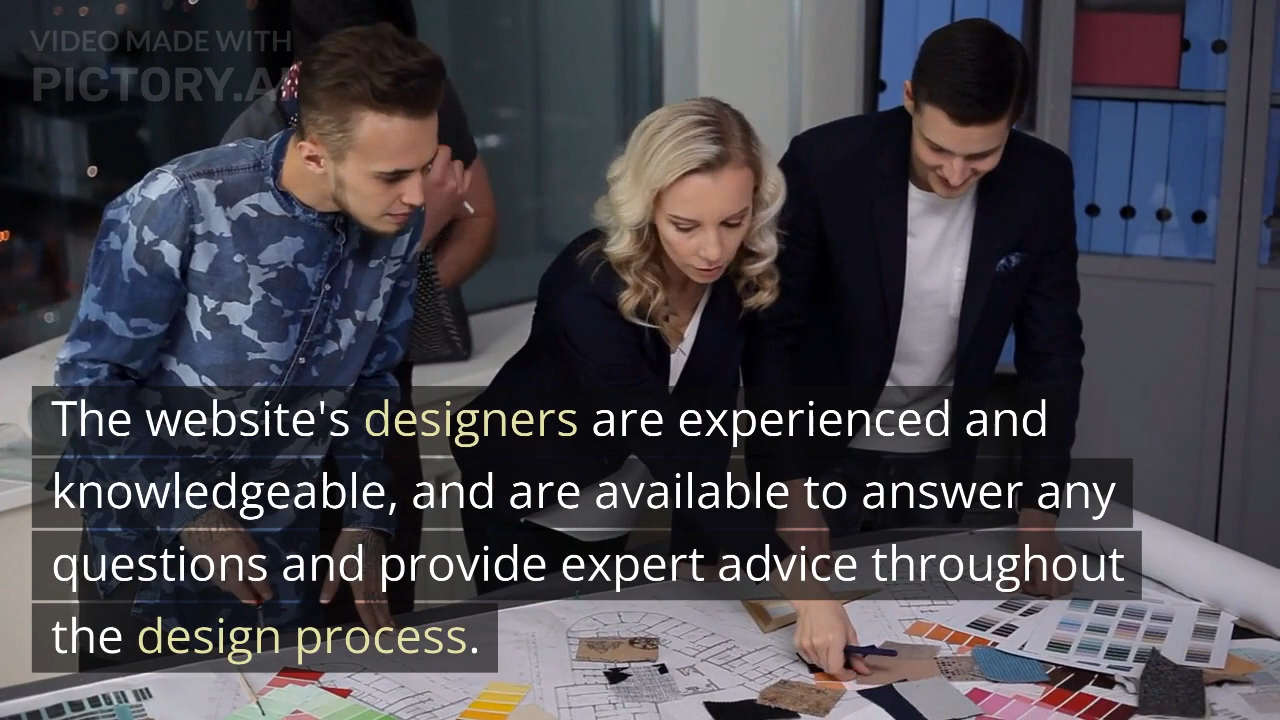 VIDEO MADE WITH
PICTORY.AI
The website's designers are experienced and
knowledgeable, and are available to answer any
questions and provide expert advice throughout
the design process.